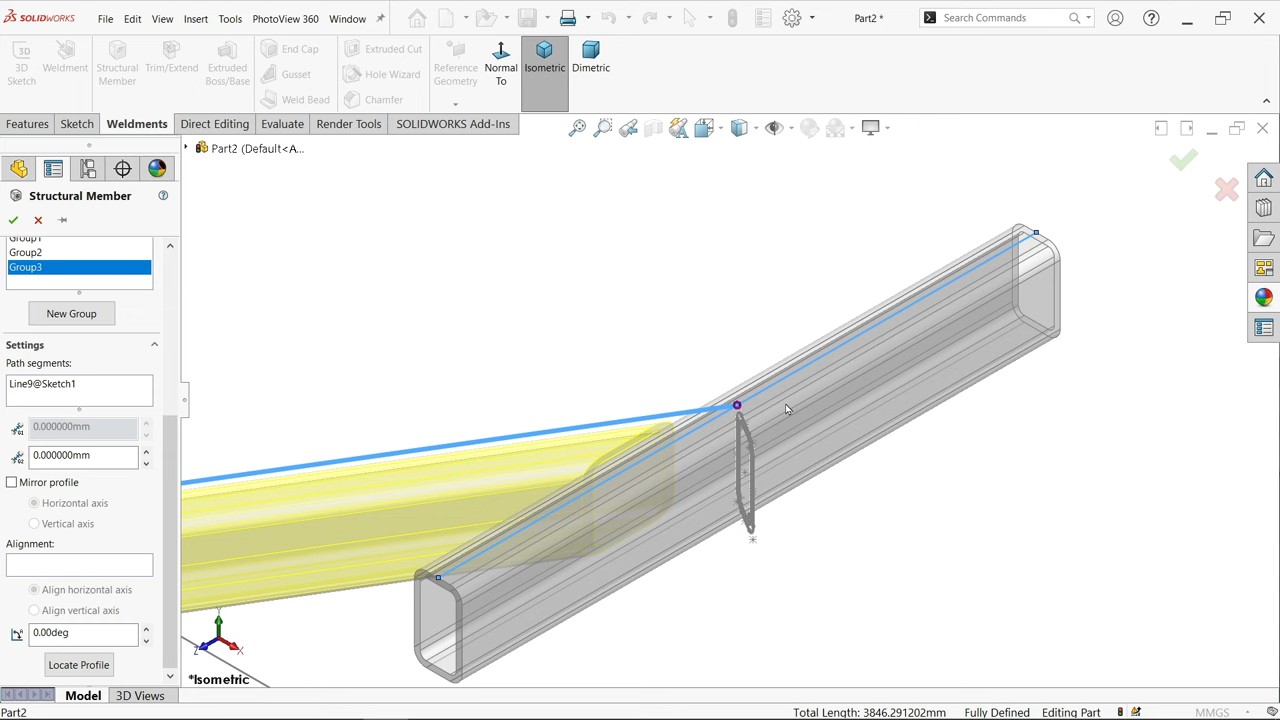 SOLIDWORKS
File
Edit
View
Insert
Tools
PhotoView 360
Window
Part2 *
Search Commands
3D Sketch
Weldment
Structural Member
Trim/Extend
Extruded Boss/Base
End Cap
Gusset
Weld Bead
Extruded Cut
Hole Wizard
Chamfer
Reference Geometry
Normal To
Isometric
Dimetric
Features
Sketch
Weldments
Direct Editing
Evaluate
Render Tools
SOLIDWORKS Add-Ins
Part2 (Default<A...
Structural Member
Group1
Group2
Group3
New Group
Settings
Path segments:
Line9@Sketch1
0.000000mm
0.000000mm
Mirror profile
Horizontal axis
Vertical axis
Alignment:
Align horizontal axis
Align vertical axis
0.00deg
Locate Profile
Y
Z
X
*Isometric
Model
3D Views
Part2
Total Length: 3846.291202mm
Fully Defined
Editing Part
MMGS